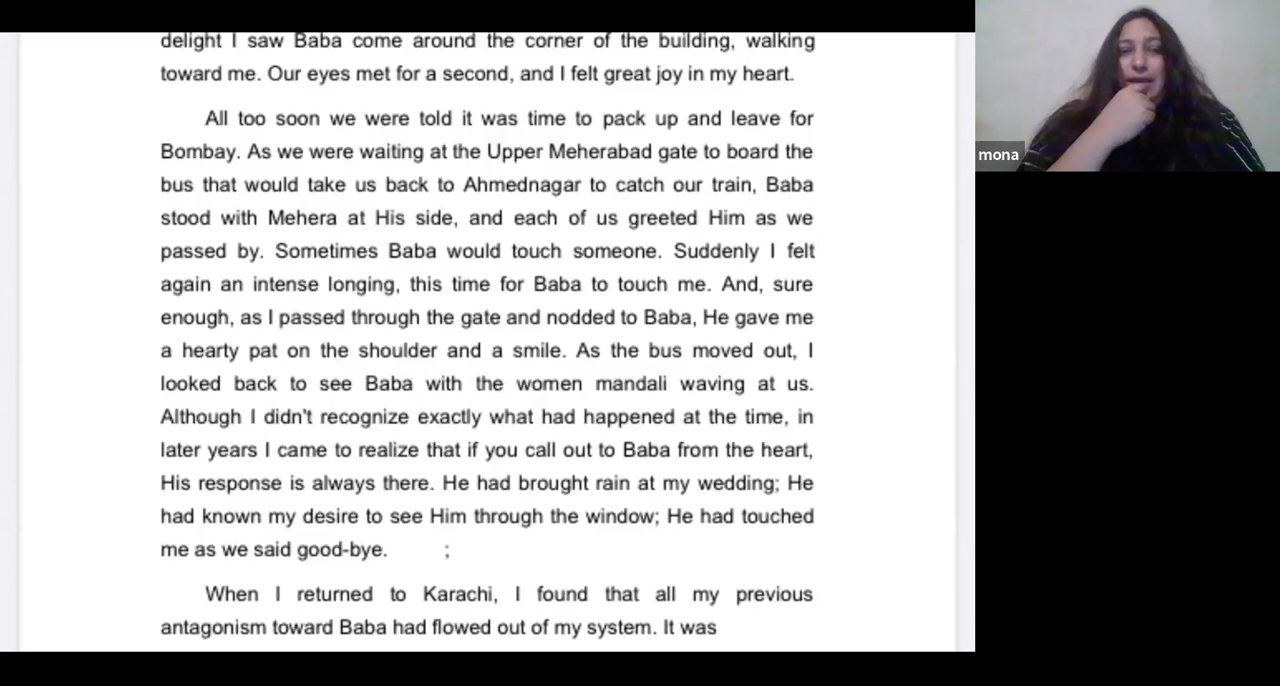 delight I saw Baba come around the corner of the building, walking
toward me. Our eyes met for a second, and I felt great joy in my heart.
All too soon we were told it was time to pack up and leave for
Bombay. As we were waiting at the Upper Meherabad gate to board the
bus that would take us back to Ahmednagar to catch our train, Baba
stood with Mehera at His side, and each of us greeted Him as we
passed by. Sometimes Baba would touch someone. Suddenly I felt
again an intense longing, this time for Baba to touch me. And, sure
enough, as I passed through the gate and nodded to Baba, He gave me
a hearty pat on the shoulder and a smile. As the bus moved out, I
looked back to see Baba with the women mandali waving at us.
Although I didn't recognize exactly what had happened at the time, in
later years I came to realize that if you call out to Baba from the heart,
His response is always there. He had brought rain at my wedding; He
had known my desire to see Him through the window; He had touched
me as we said good-bye. ;
When I returned to Karachi, I found that all my previous
antagonism toward Baba had flowed out of my system. It was
mona